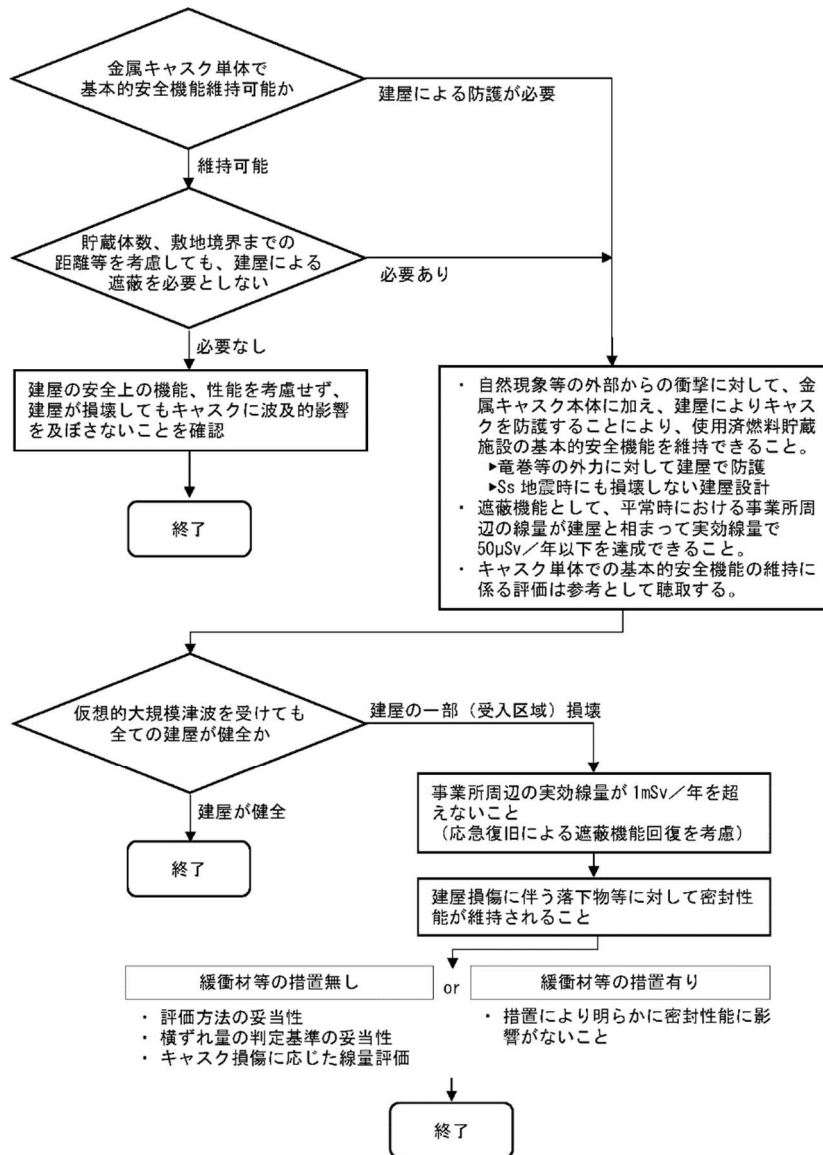 金属キャスク単体で
基本的安全機能維持可能か
建屋による防護が必要
維持可能
貯蔵体数、敷地境界までの
距離等を考慮しても、建屋による
遮蔽を必要としない
必要あり
必要なし
建屋の安全上の機能、性能を考慮せず、
建屋が損壊してもキャスクに波及的影響
を及ぼさないことを確認
終了
・ 自然現象等の外部からの衝撃に対して、金
属キャスク本体に加え、建屋によりキャス
クを防護することにより、使用済燃料貯蔵
施設の基本的安全機能を維持できること。
▶竜巻等の外力に対して建屋で防護
▶Ss 地震時にも損壊しない建屋設計
・ 遮蔽機能として、平常時における事業所周
辺の線量が建屋と相まって実効線量で
50μSv／年以下を達成できること。
・ キャスク単体での基本的安全機能の維持に
係る評価は参考として聴取する。
仮想的大規模津波を受けても
全ての建屋が健全か
建屋の一部（受入区域）損壊
建屋が健全
終了
事業所周辺の実効線量が 1mSv／年を超
えないこと
（応急復旧による遮蔽機能回復を考慮）
建屋損傷に伴う落下物等に対して密封性
能が維持されること
緩衝材等の措置無し
or
緩衝材等の措置有り
・ 評価方法の妥当性
・ 横ずれ量の判定基準の妥当性
・ キャスク損傷に応じた線量評価
・ 措置により明らかに密封性能に影
響がないこと
終了